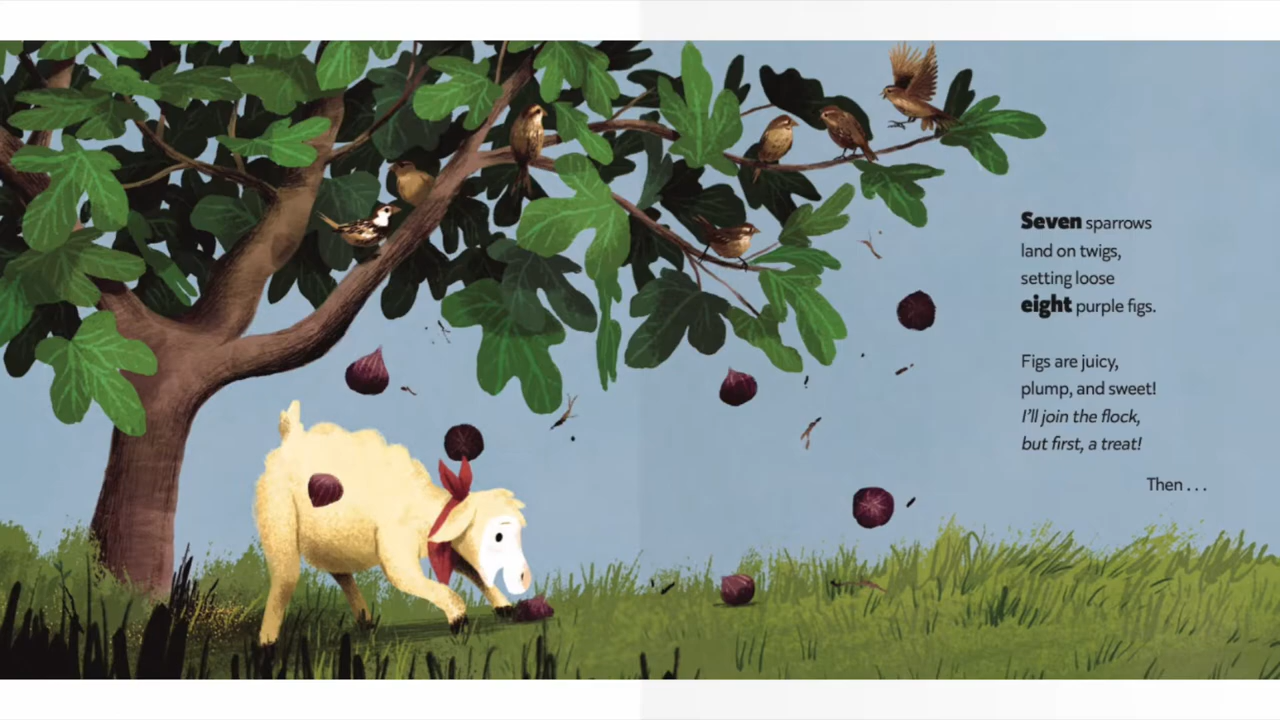 Seven sparrows
land on twigs,
setting loose
eight purple figs.
Figs are juicy,
plump, and sweet!
I'll join the flock,
but first, a treat!
Then . . .